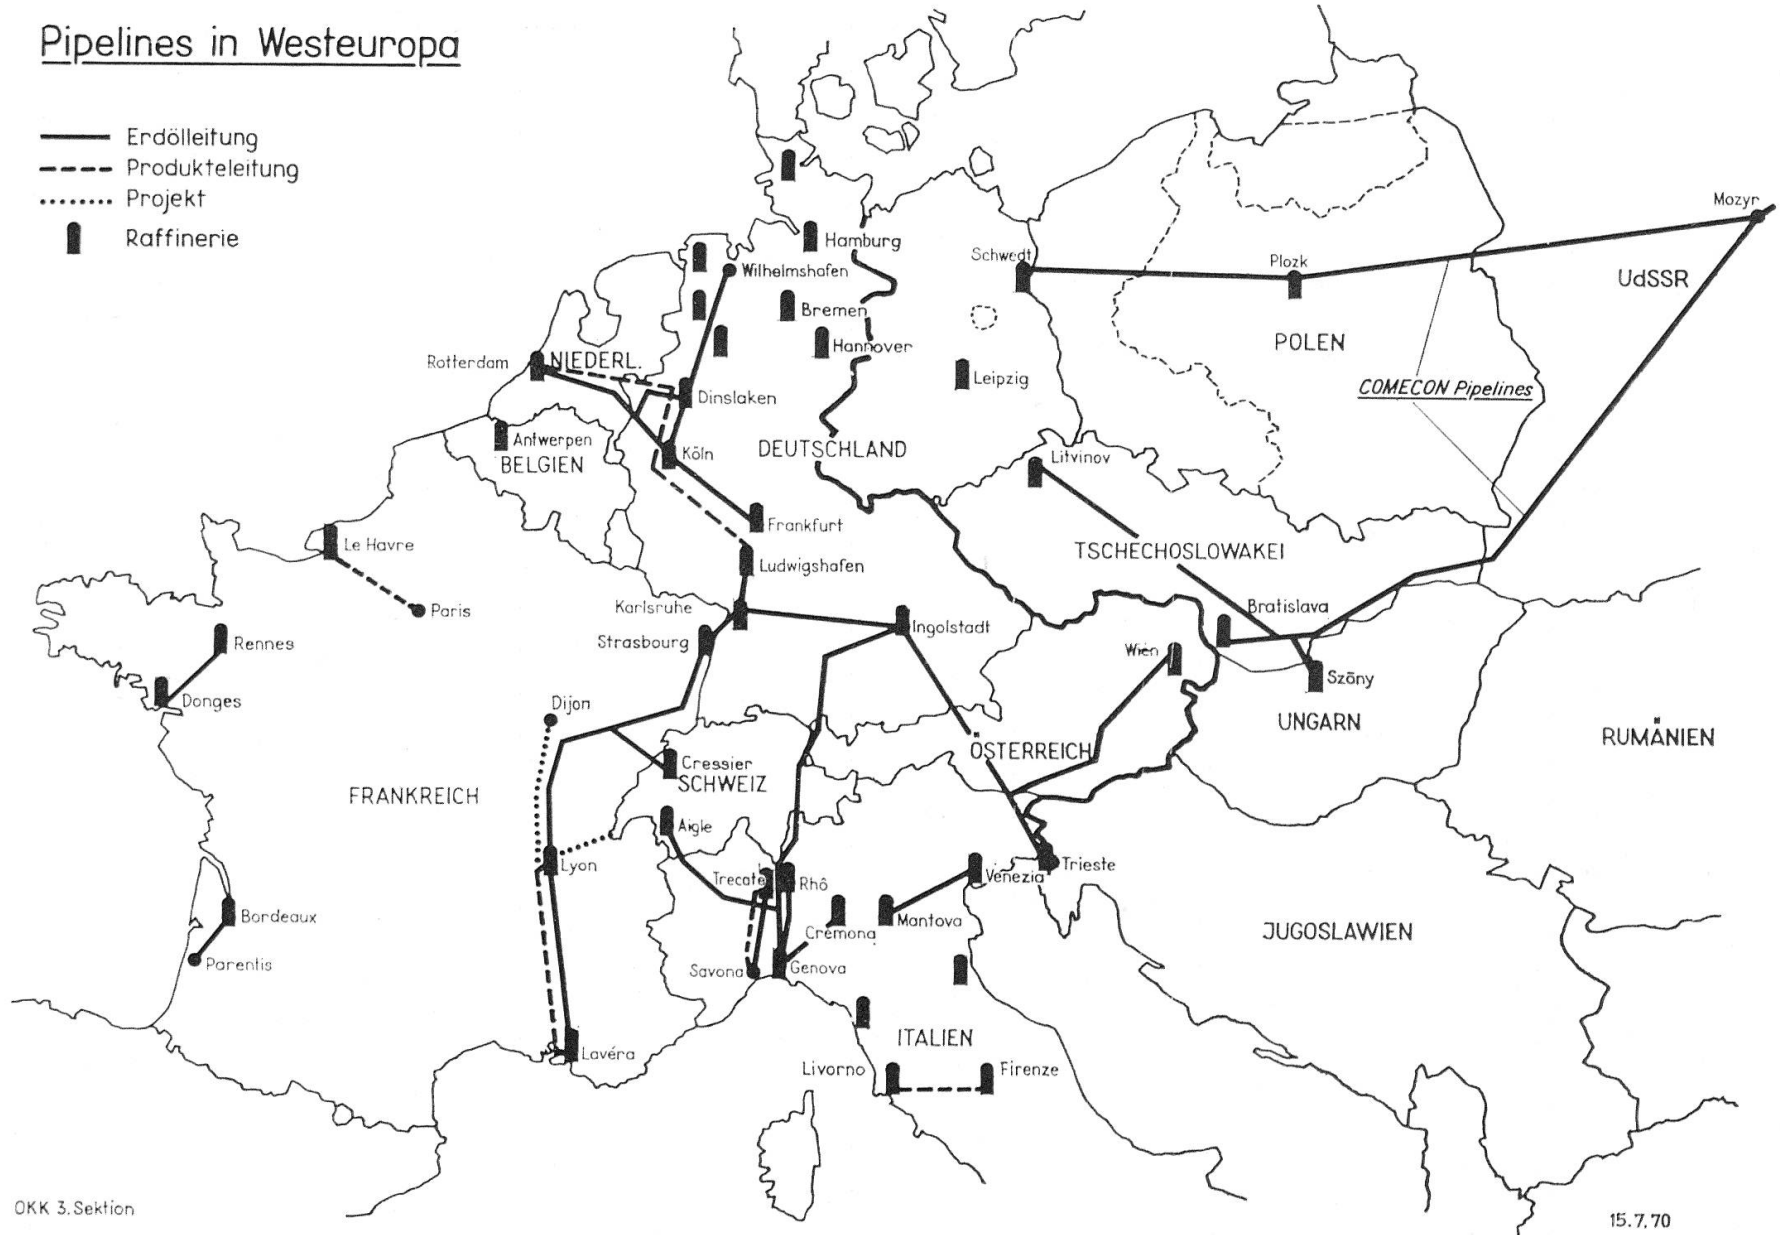 Pipelines in Westeuropa
Erdölleitung
Produkteleitung
Projekt
Raffinerie
Mozyr
Hamburg
Schwedt
Plozk
Wilhelmshafen
UdSSR
Bremen
POLEN
Hannover
Rotterdam
NIEDERL.
Leipzig
COMECON Pipelines
Dinslaken
Antwerpen
Köln
DEUTSCHLAND
Litvinov
BELGIEN
Frankfurt
Le Havre
TSCHECHOSLOWAKEI
Ludwigshafen
Paris
Karlsruhe
Bratislava
Ingolstadt
Rennes
Strasbourg
Wien
Szőny
Donges
Dijon
UNGARN
RUMÄNIEN
ÖSTERREICH
Cressier
SCHWEIZ
FRANKREICH
Aigle
Lyon
Trecate
Rhô
Venezia
Trieste
Bordeaux
Mantova
Cremona
JUGOSLAWIEN
Parentis
Savona
Genova
ITALIEN
Lavéra
Livorno
Firenze
OKK 3. Sektion
15.7.70